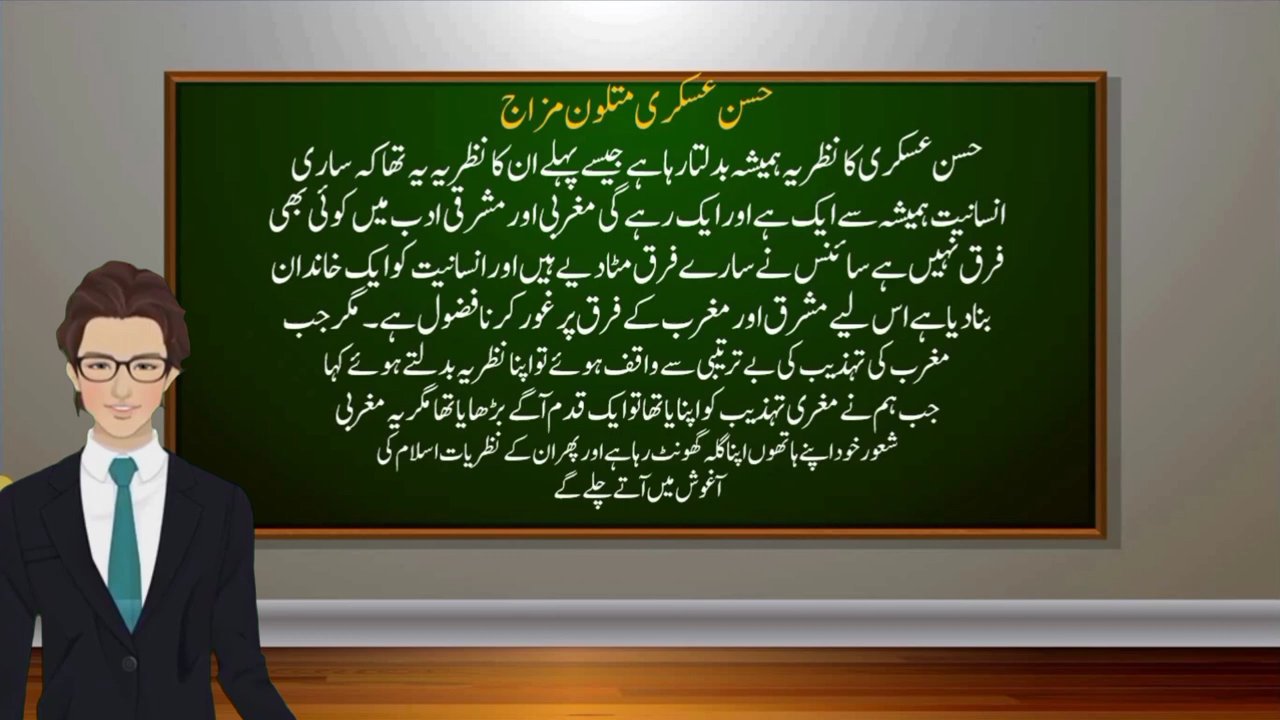 حسن عسکری متلون مزاج
حسن عسکری کا نظریہ ہمیشہ بدلتا رہا ہے جیسے پہلے ان کا نظریہ یہ تھا کہ ساری
انسانیت ہمیشہ سے ایک ہے اور ایک رہے گی مغربی اور مشرقی ادب میں کوئی بھی
فرق نہیں ہے سائنس نے سارے فرق مٹا دیے ہیں اور انسانیت کو ایک خاندان
بنا دیا ہے اس لیے مشرق اور مغرب کے فرق پر غور کرنا فضول ہے۔ مگر جب
مغرب کی تہذیب کی بے ترتیبی سے واقف ہوئے تو اپنا نظریہ بدلتے ہوئے کہا
جب ہم نے مغری تہذیب کو اپنایا تھا تو ایک قدم آگے بڑھایا تھا مگر یہ مغربی
شعور خود اپنے ہاتھوں اپنا گلہ گھونٹ رہا ہے اور پھر ان کے نظریات اسلام کی
آغوش میں آتے چلے گے